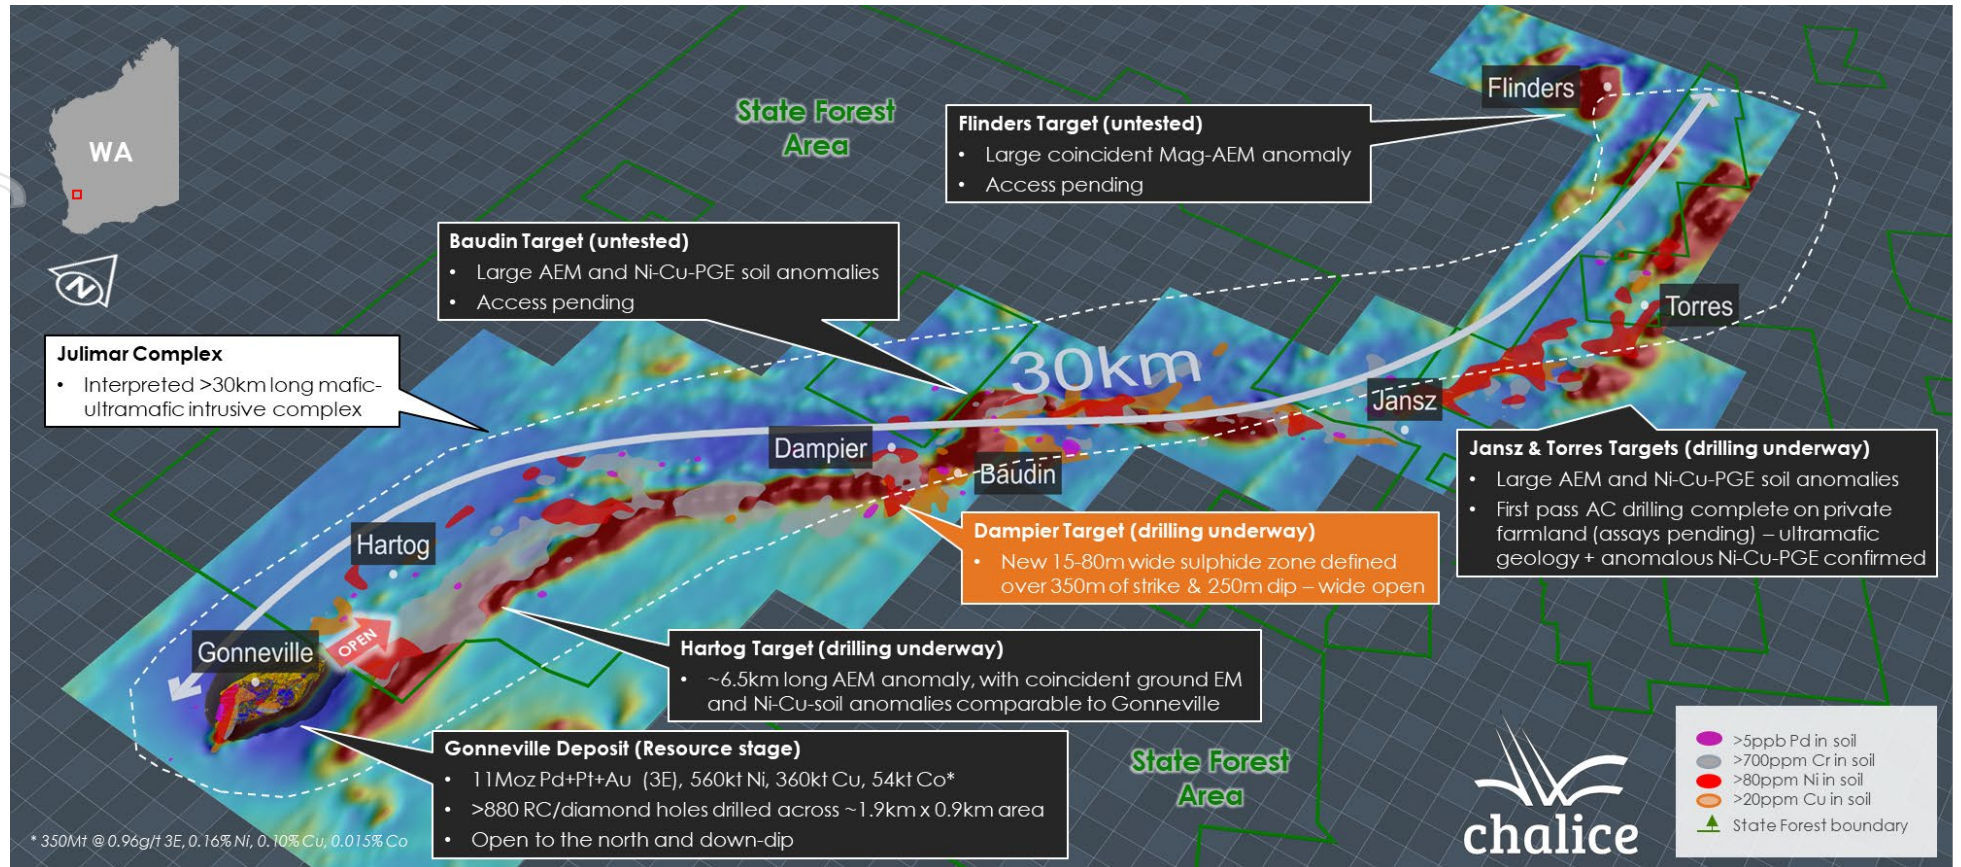 WA
N
State Forest
Area
Flinders
Flinders Target (untested)
• Large coincident Mag-AEM anomaly
• Access pending
Baudin Target (untested)
• Large AEM and Ni-Cu-PGE soil anomalies
• Access pending
Torres
Julimar Complex
• Interpreted >30km long mafic-
ultramafic intrusive complex
30km
Jansz
Dampier
Baudin
Jansz & Torres Targets (drilling underway)
• Large AEM and Ni-Cu-PGE soil anomalies
• First pass AC drilling complete on private
farmland (assays pending) – ultramafic
geology + anomalous Ni-Cu-PGE confirmed
Dampier Target (drilling underway)
• New 15-80m wide sulphide zone defined
over 350m of strike & 250m dip – wide open
Hartog
OPEN
Gonneville
Hartog Target (drilling underway)
• ~6.5km long AEM anomaly, with coincident ground EM
and Ni-Cu-soil anomalies comparable to Gonneville
Gonneville Deposit (Resource stage)
• 11Moz Pd+Pt+Au (3E), 560kt Ni, 360kt Cu, 54kt Co*
• >880 RC/diamond holes drilled across ~1.9km x 0.9km area
• Open to the north and down-dip
State Forest
Area
chalice
>5ppb Pd in soil
>700ppm Cr in soil
>80ppm Ni in soil
>20ppm Cu in soil
State Forest boundary
* 350Mt @ 0.96g/t 3E, 0.16% Ni, 0.10% Cu, 0.015% Co